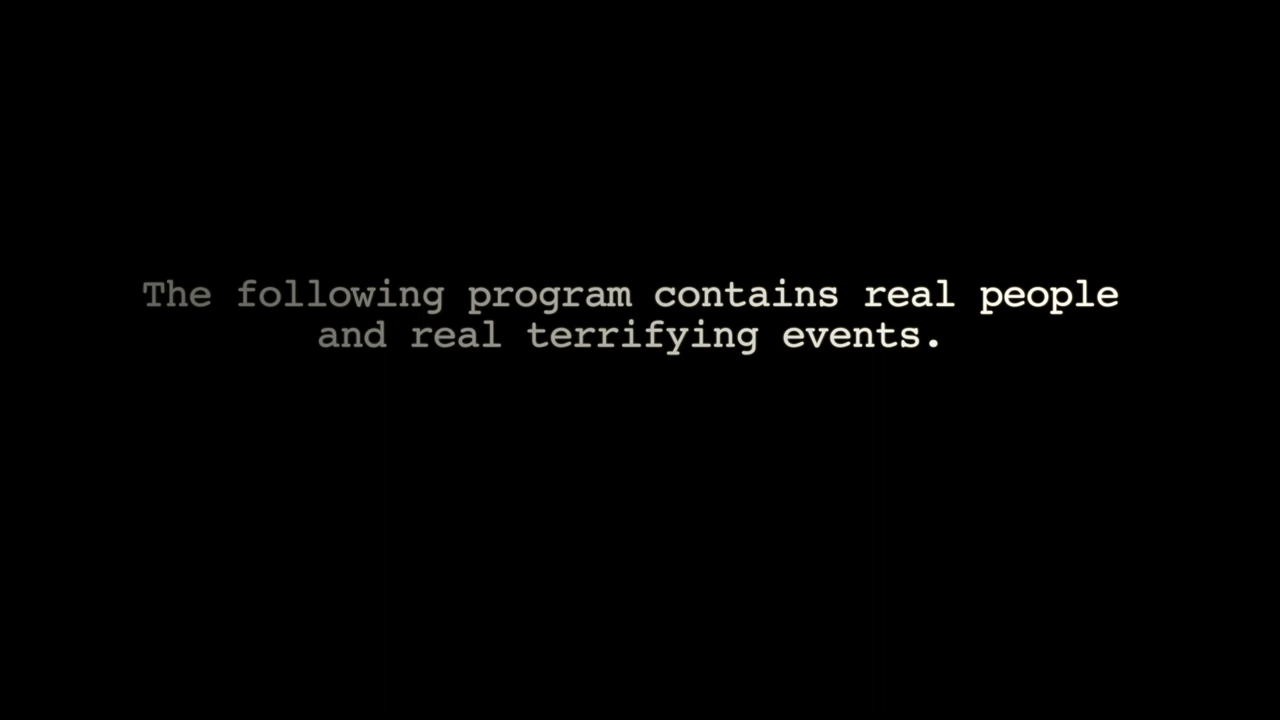 The following program contains real people
and real terrifying events.